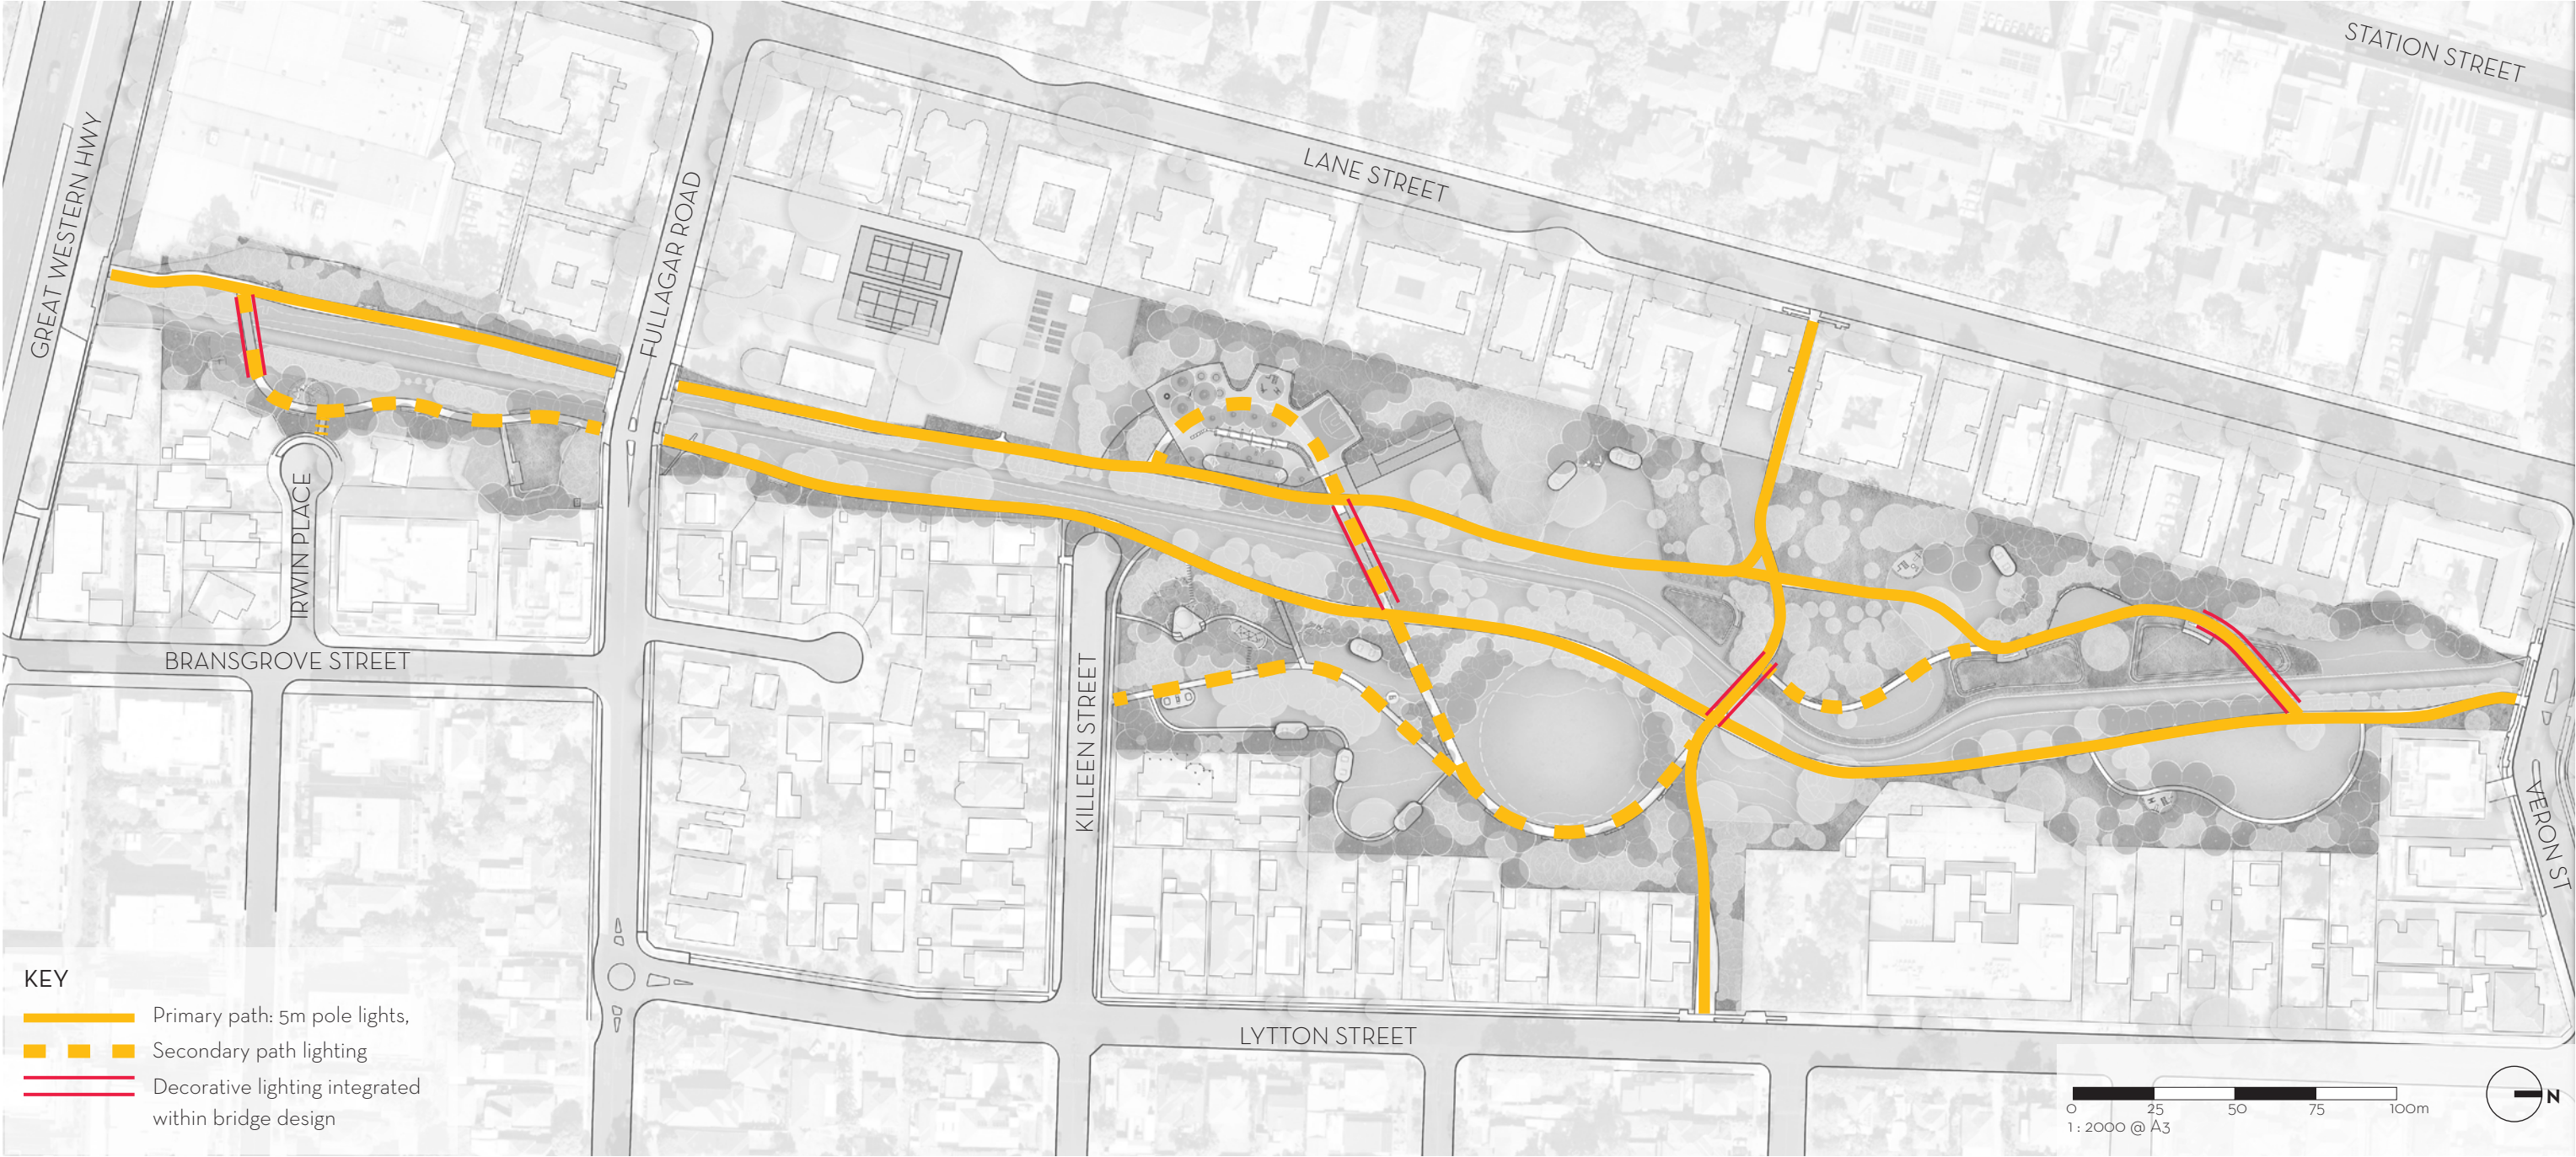 STATION STREET
GREAT WESTERN HWY
FULLAGAR ROAD
LANE STREET
IRWIN PLACE
BRANSGROVE STREET
KILLEEN STREET
VERON ST
LYTTON STREET
KEY
Primary path: 5m pole lights,
Secondary path lighting
Decorative lighting integrated
within bridge design
0 25 50 75 100m
1 : 2000 @ A3
N